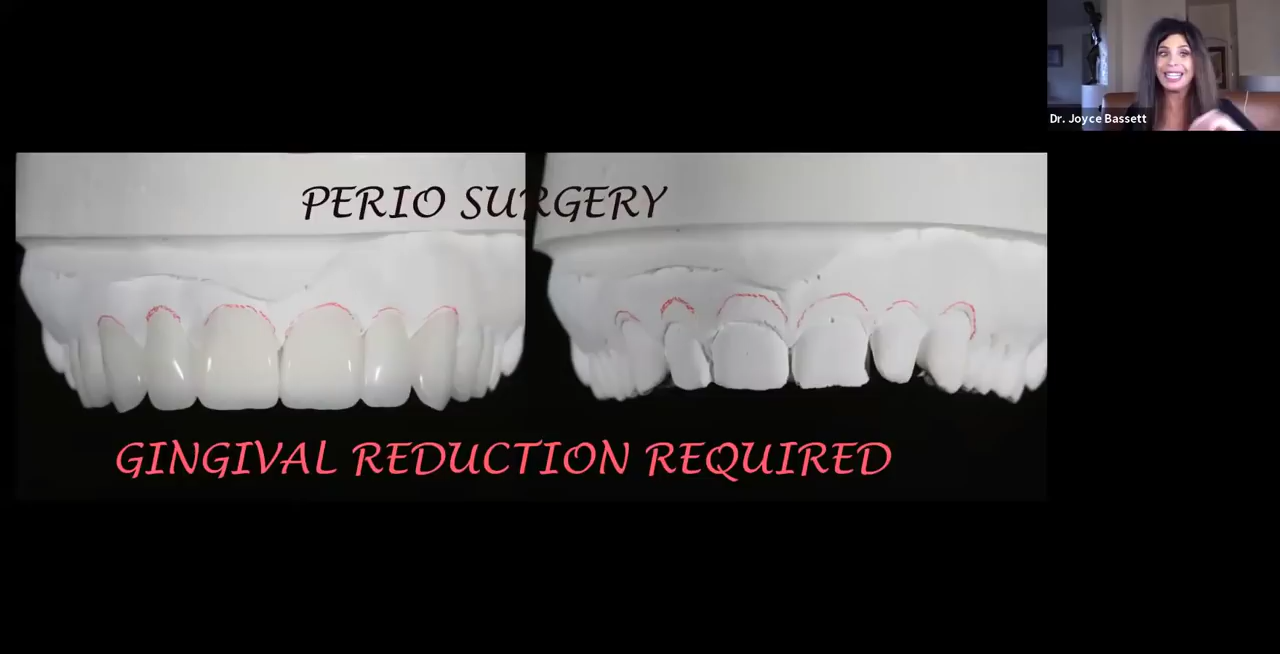 Dr. Joyce Bassett
PERIO SURGERY
GINGIVAL REDUCTION REQUIRED